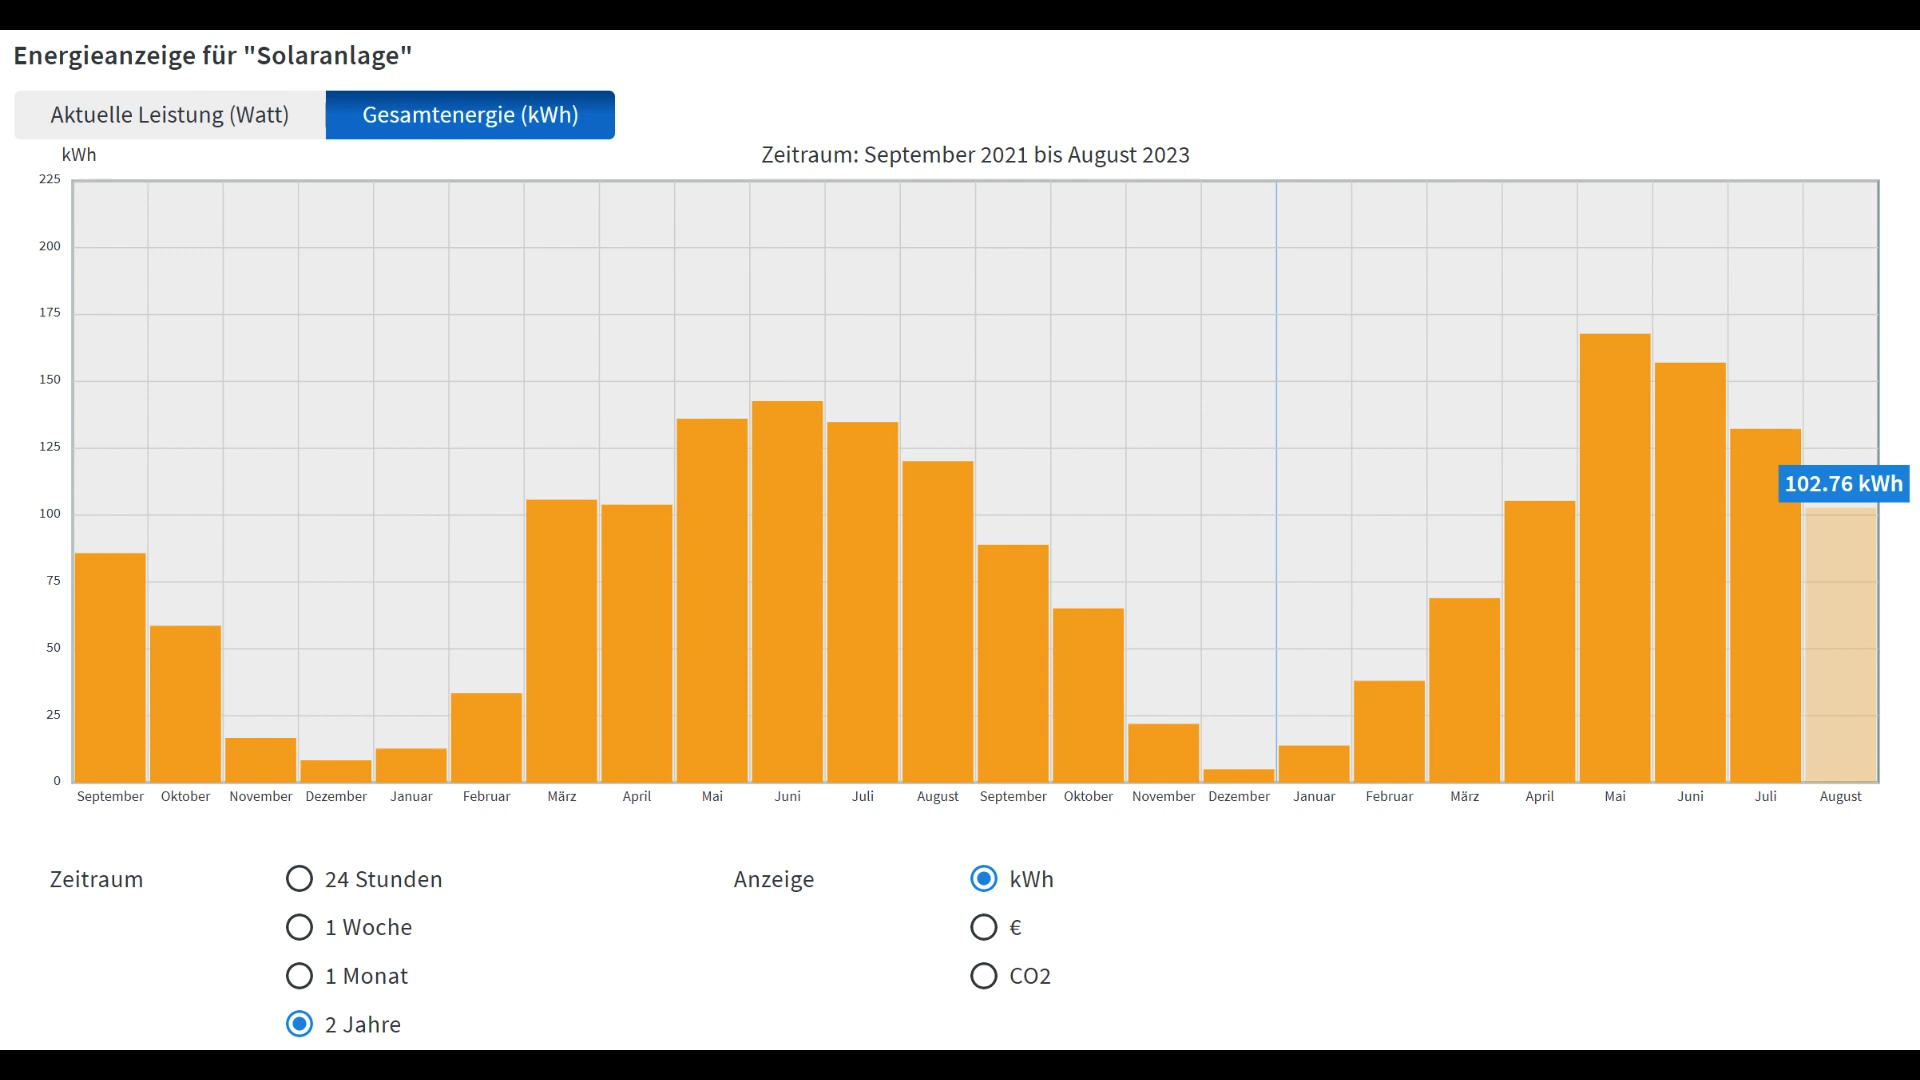 Energieanzeige für "Solaranlage"
Aktuelle Leistung (Watt) Gesamtenergie (kWh)
kWh Zeitraum: September 2021 bis August 2023
225
200
175
150
125
102.76 kWh
100
75
50
25
0
September Oktober November Dezember Januar Februar März April Mai Juni Juli August September Oktober November Dezember Januar Februar März April Mai Juni Juli August
Zeitraum 24 Stunden Anzeige kWh
1 Woche €
1 Monat CO2
2 Jahre